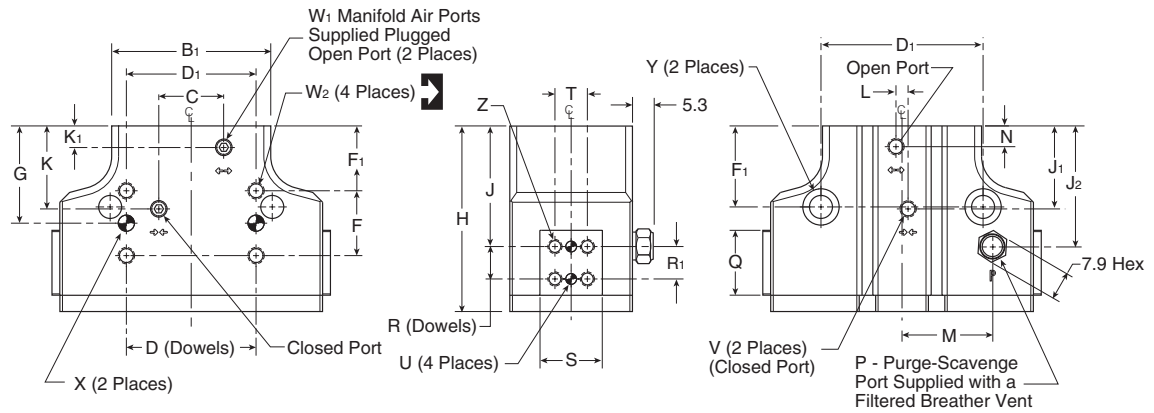 W1 Manifold Air Ports
Supplied Plugged
Open Port (2 Places)
B1
D1
C
W2 (4 Places)
℄
K1
G
K
F1
F
D (Dowels)
Closed Port
X (2 Places)
Z
T
℄
5.3
J
H
R1
R (Dowels)
U (4 Places)
S
D1
Y (2 Places)
Open Port
L
℄
N
F1
J1
J2
Q
P
7.9 Hex
M
V (2 Places)
(Closed Port)
P - Purge-Scavenge
Port Supplied with a
Filtered Breather Vent